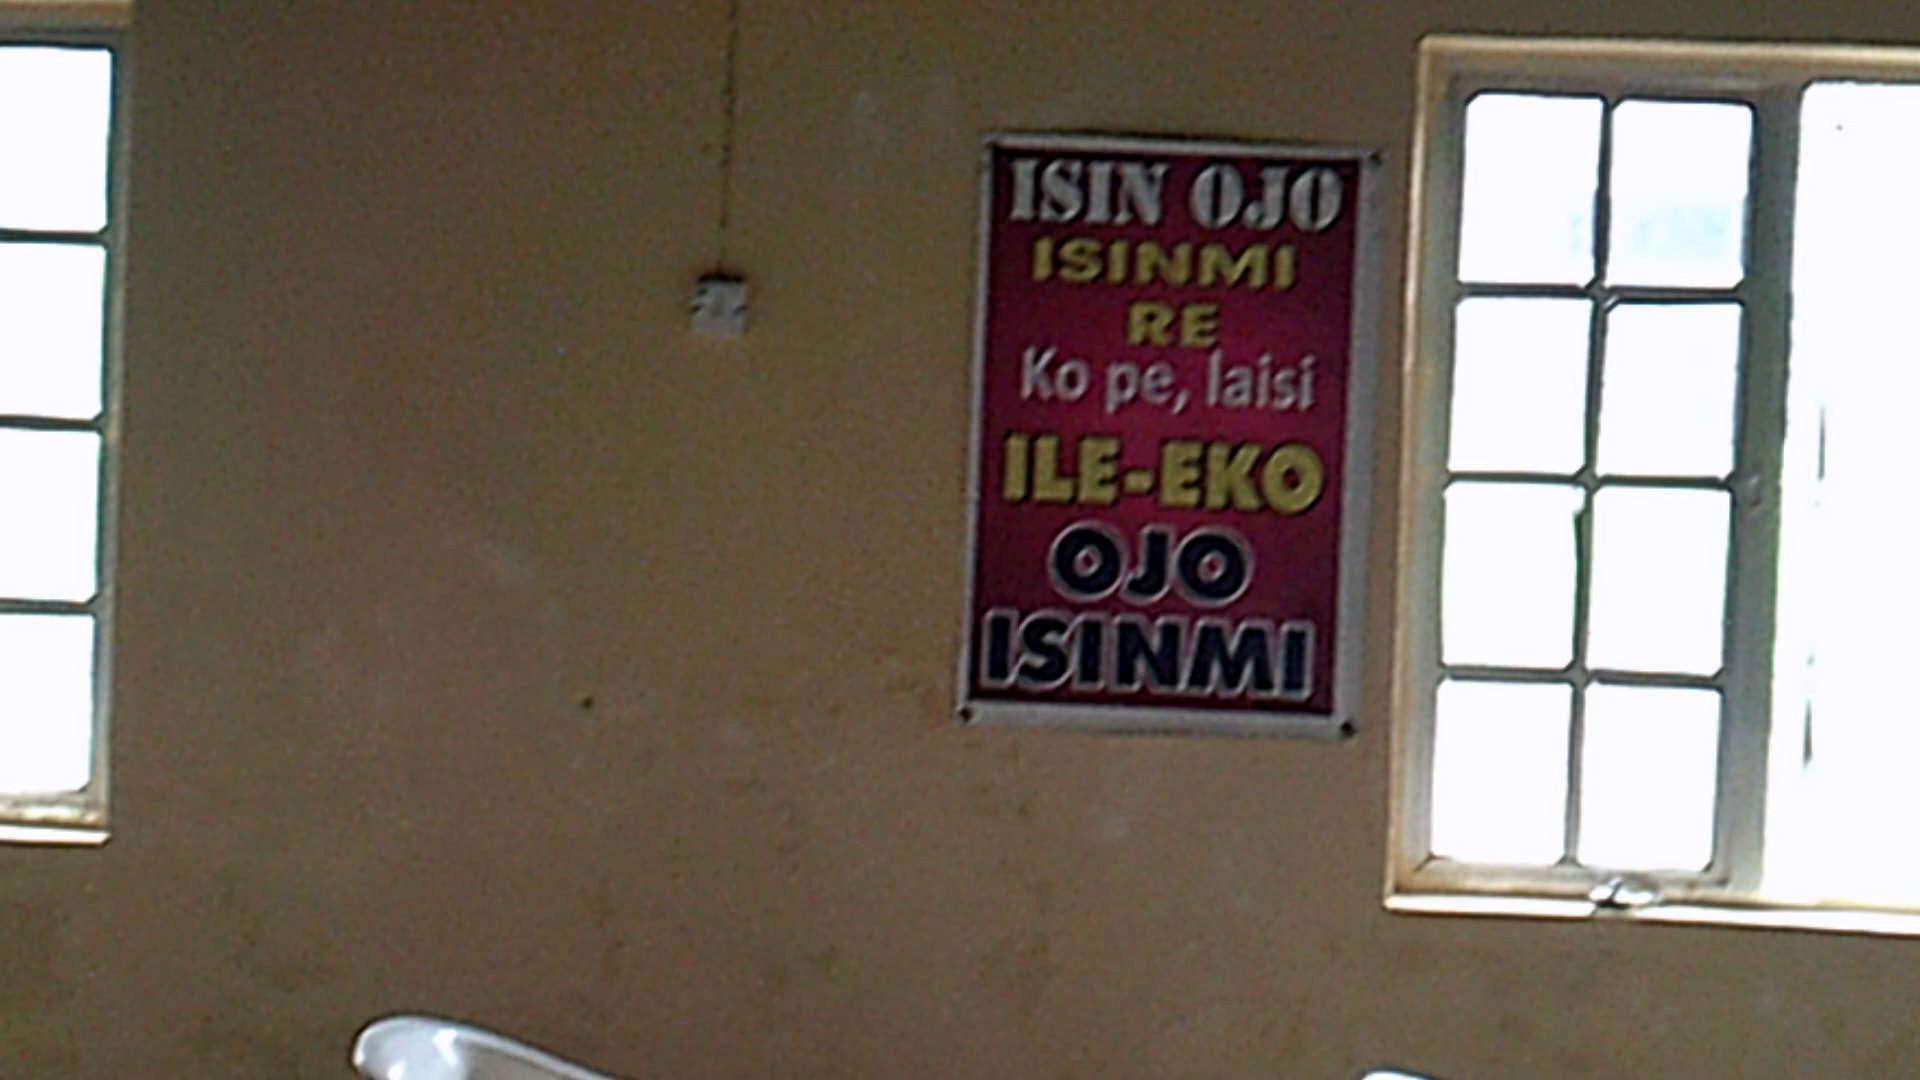 ISIN OJO
ISINMI
RE
Ko pe, laisi
ILE-EKO
OJO
ISINMI